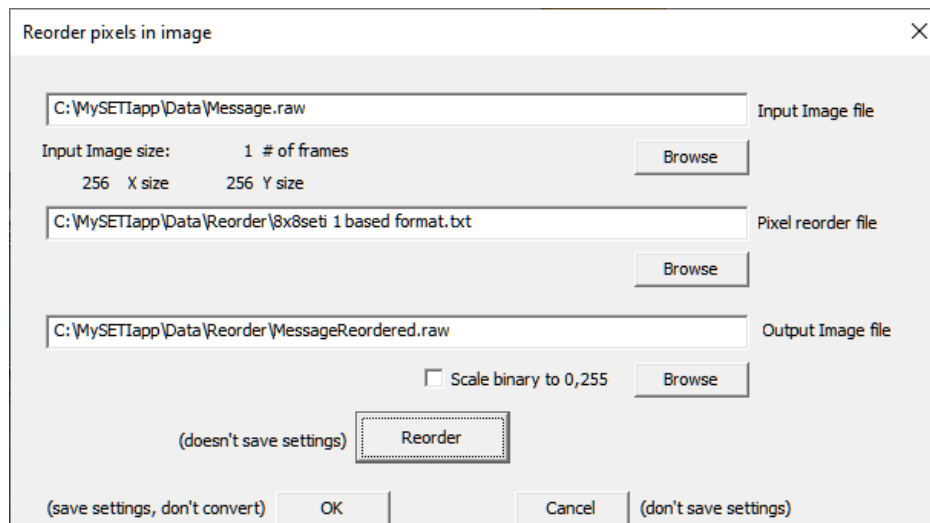 Reorder pixels in image
C:\MySETIapp\Data\Message.raw
Input Image file
Input Image size: 1 # of frames
Browse
256 X size 256 Y size
C:\MySETIapp\Data\Reorder\8x8seti 1 based format.txt
Pixel reorder file
Browse
C:\MySETIapp\Data\Reorder\MessageReordered.raw
Output Image file
Scale binary to 0,255
Browse
(doesn't save settings)
Reorder
(save settings, don't convert)
OK
Cancel
(don't save settings)